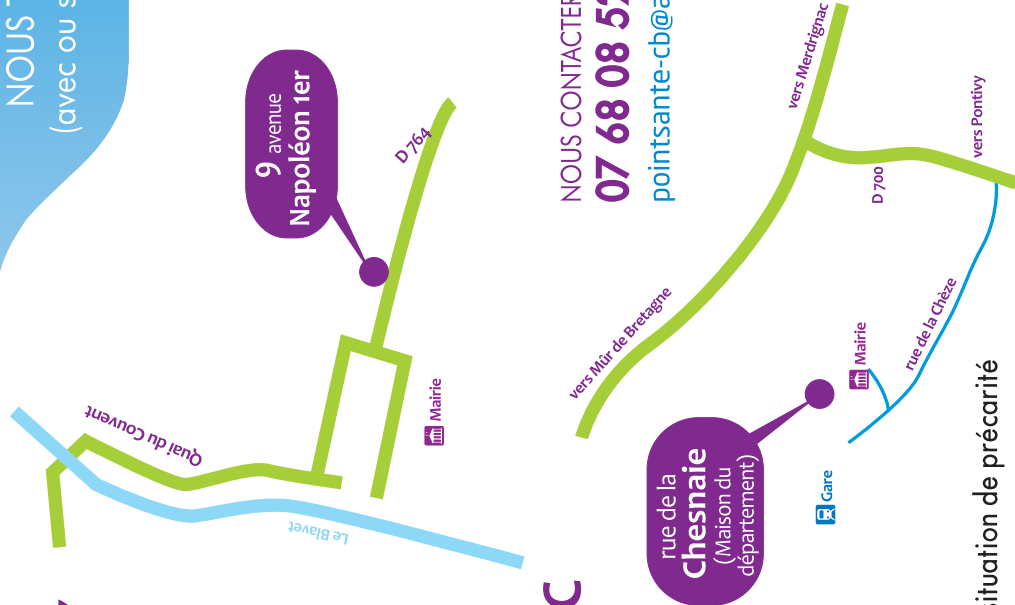 NOUS
(avec ou s
9 avenue
Napoléon 1er
D 764
Quai du Couvent
Le Blavet
Mairie
NOUS CONTACTER
07 68 08 52
pointsante-cb@a
vers Merdrignac
vers Pontivy
D 700
vers Mûr de Bretagne
rue de la Chèze
Mairie
rue de la
Chesnaie
(Maison du
département)
Gare
C
situation de précarité